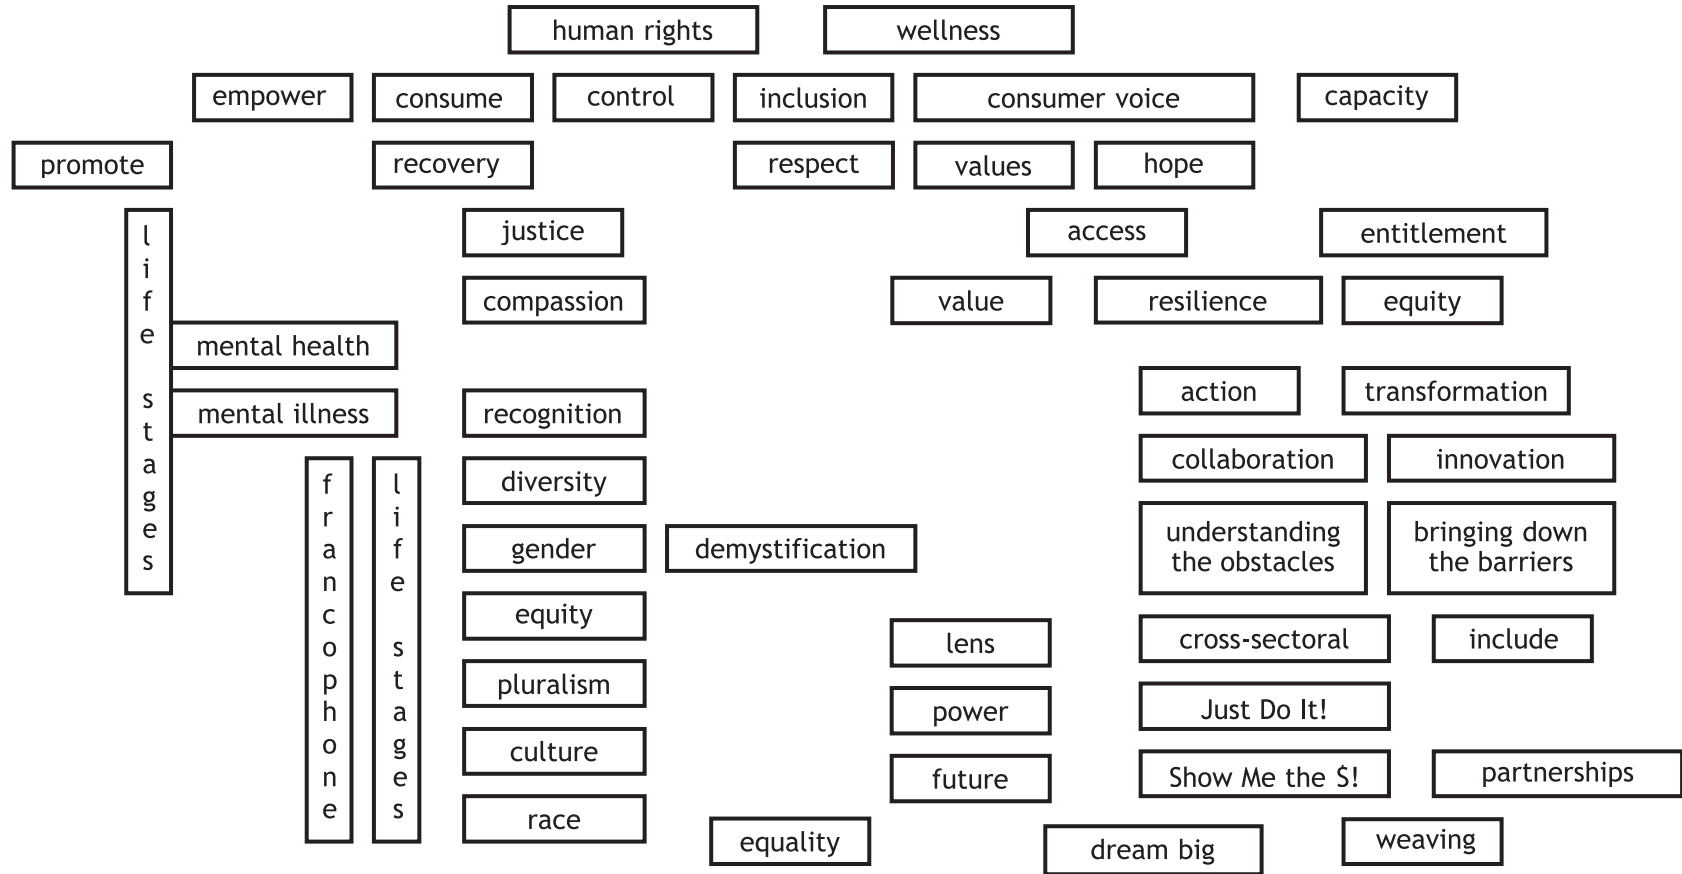 human rights
wellness
empower
consume
control
inclusion
consumer voice
capacity
promote
recovery
respect
values
hope
life stages
justice
access
entitlement
compassion
value
resilience
equity
mental health
action
transformation
mental illness
recognition
collaboration
innovation
francophone
life stages
diversity
understanding
the obstacles
bringing down
the barriers
gender
demystification
equity
lens
cross-sectoral
include
pluralism
power
Just Do It!
culture
future
Show Me the $!
partnerships
race
equality
dream big
weaving